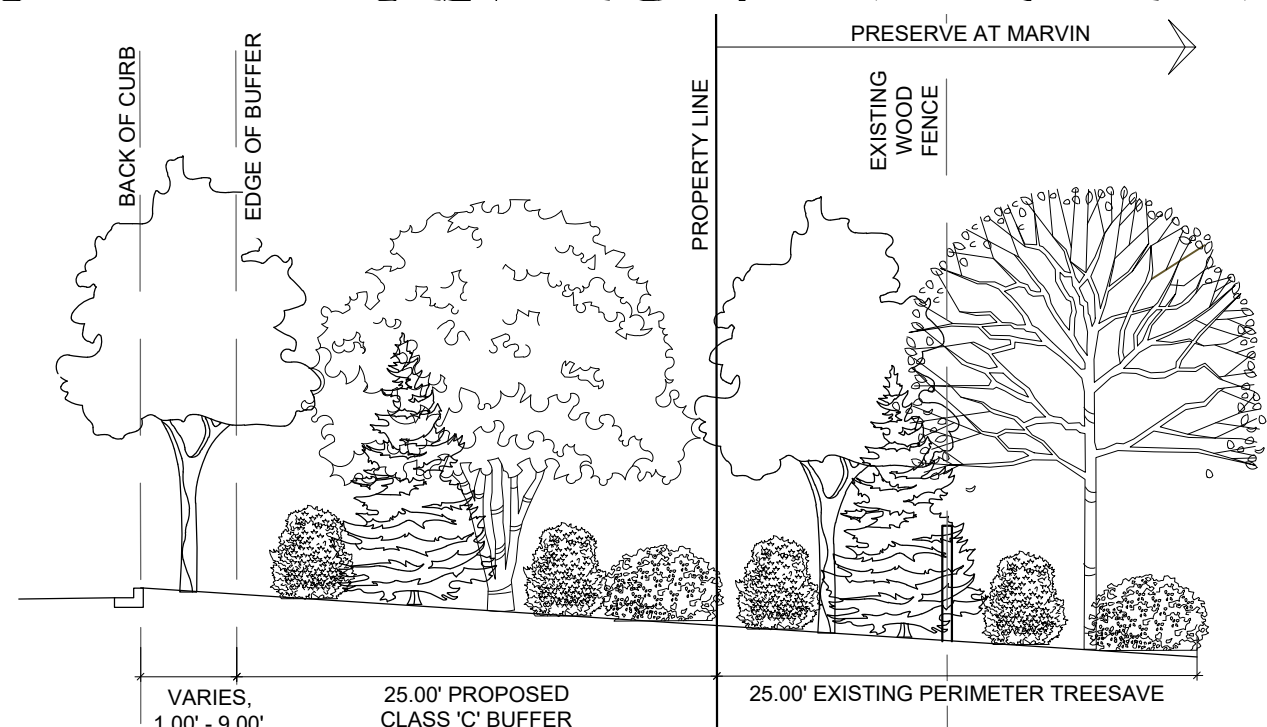 PRESERVE AT MARVIN
BACK OF CURB
EDGE OF BUFFER
PROPERTY LINE
EXISTING
WOOD
FENCE
VARIES,
1.00' - 9.00'
25.00' PROPOSED
CLASS 'C' BUFFER
25.00' EXISTING PERIMETER TREESAVE